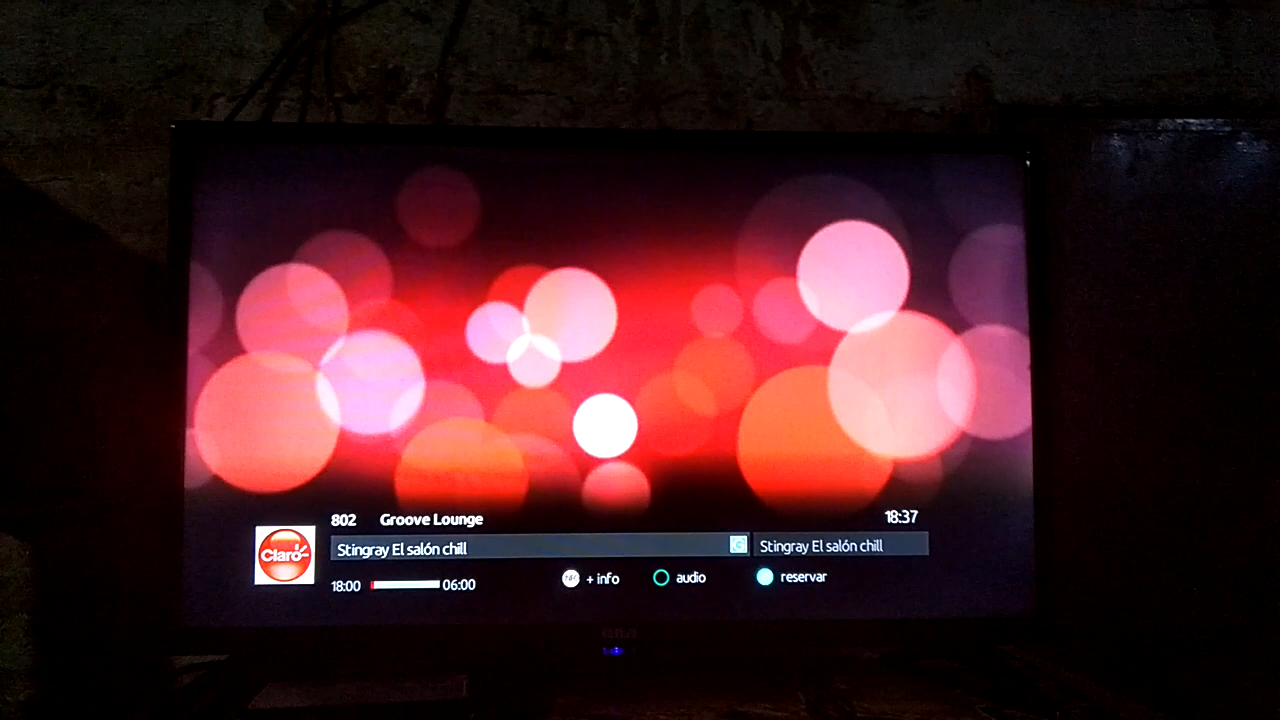 802 Groove Lounge 18:37
Claro
Stingray El salón chill Stingray El salón chill
18:00 06:00 + info audio reservar